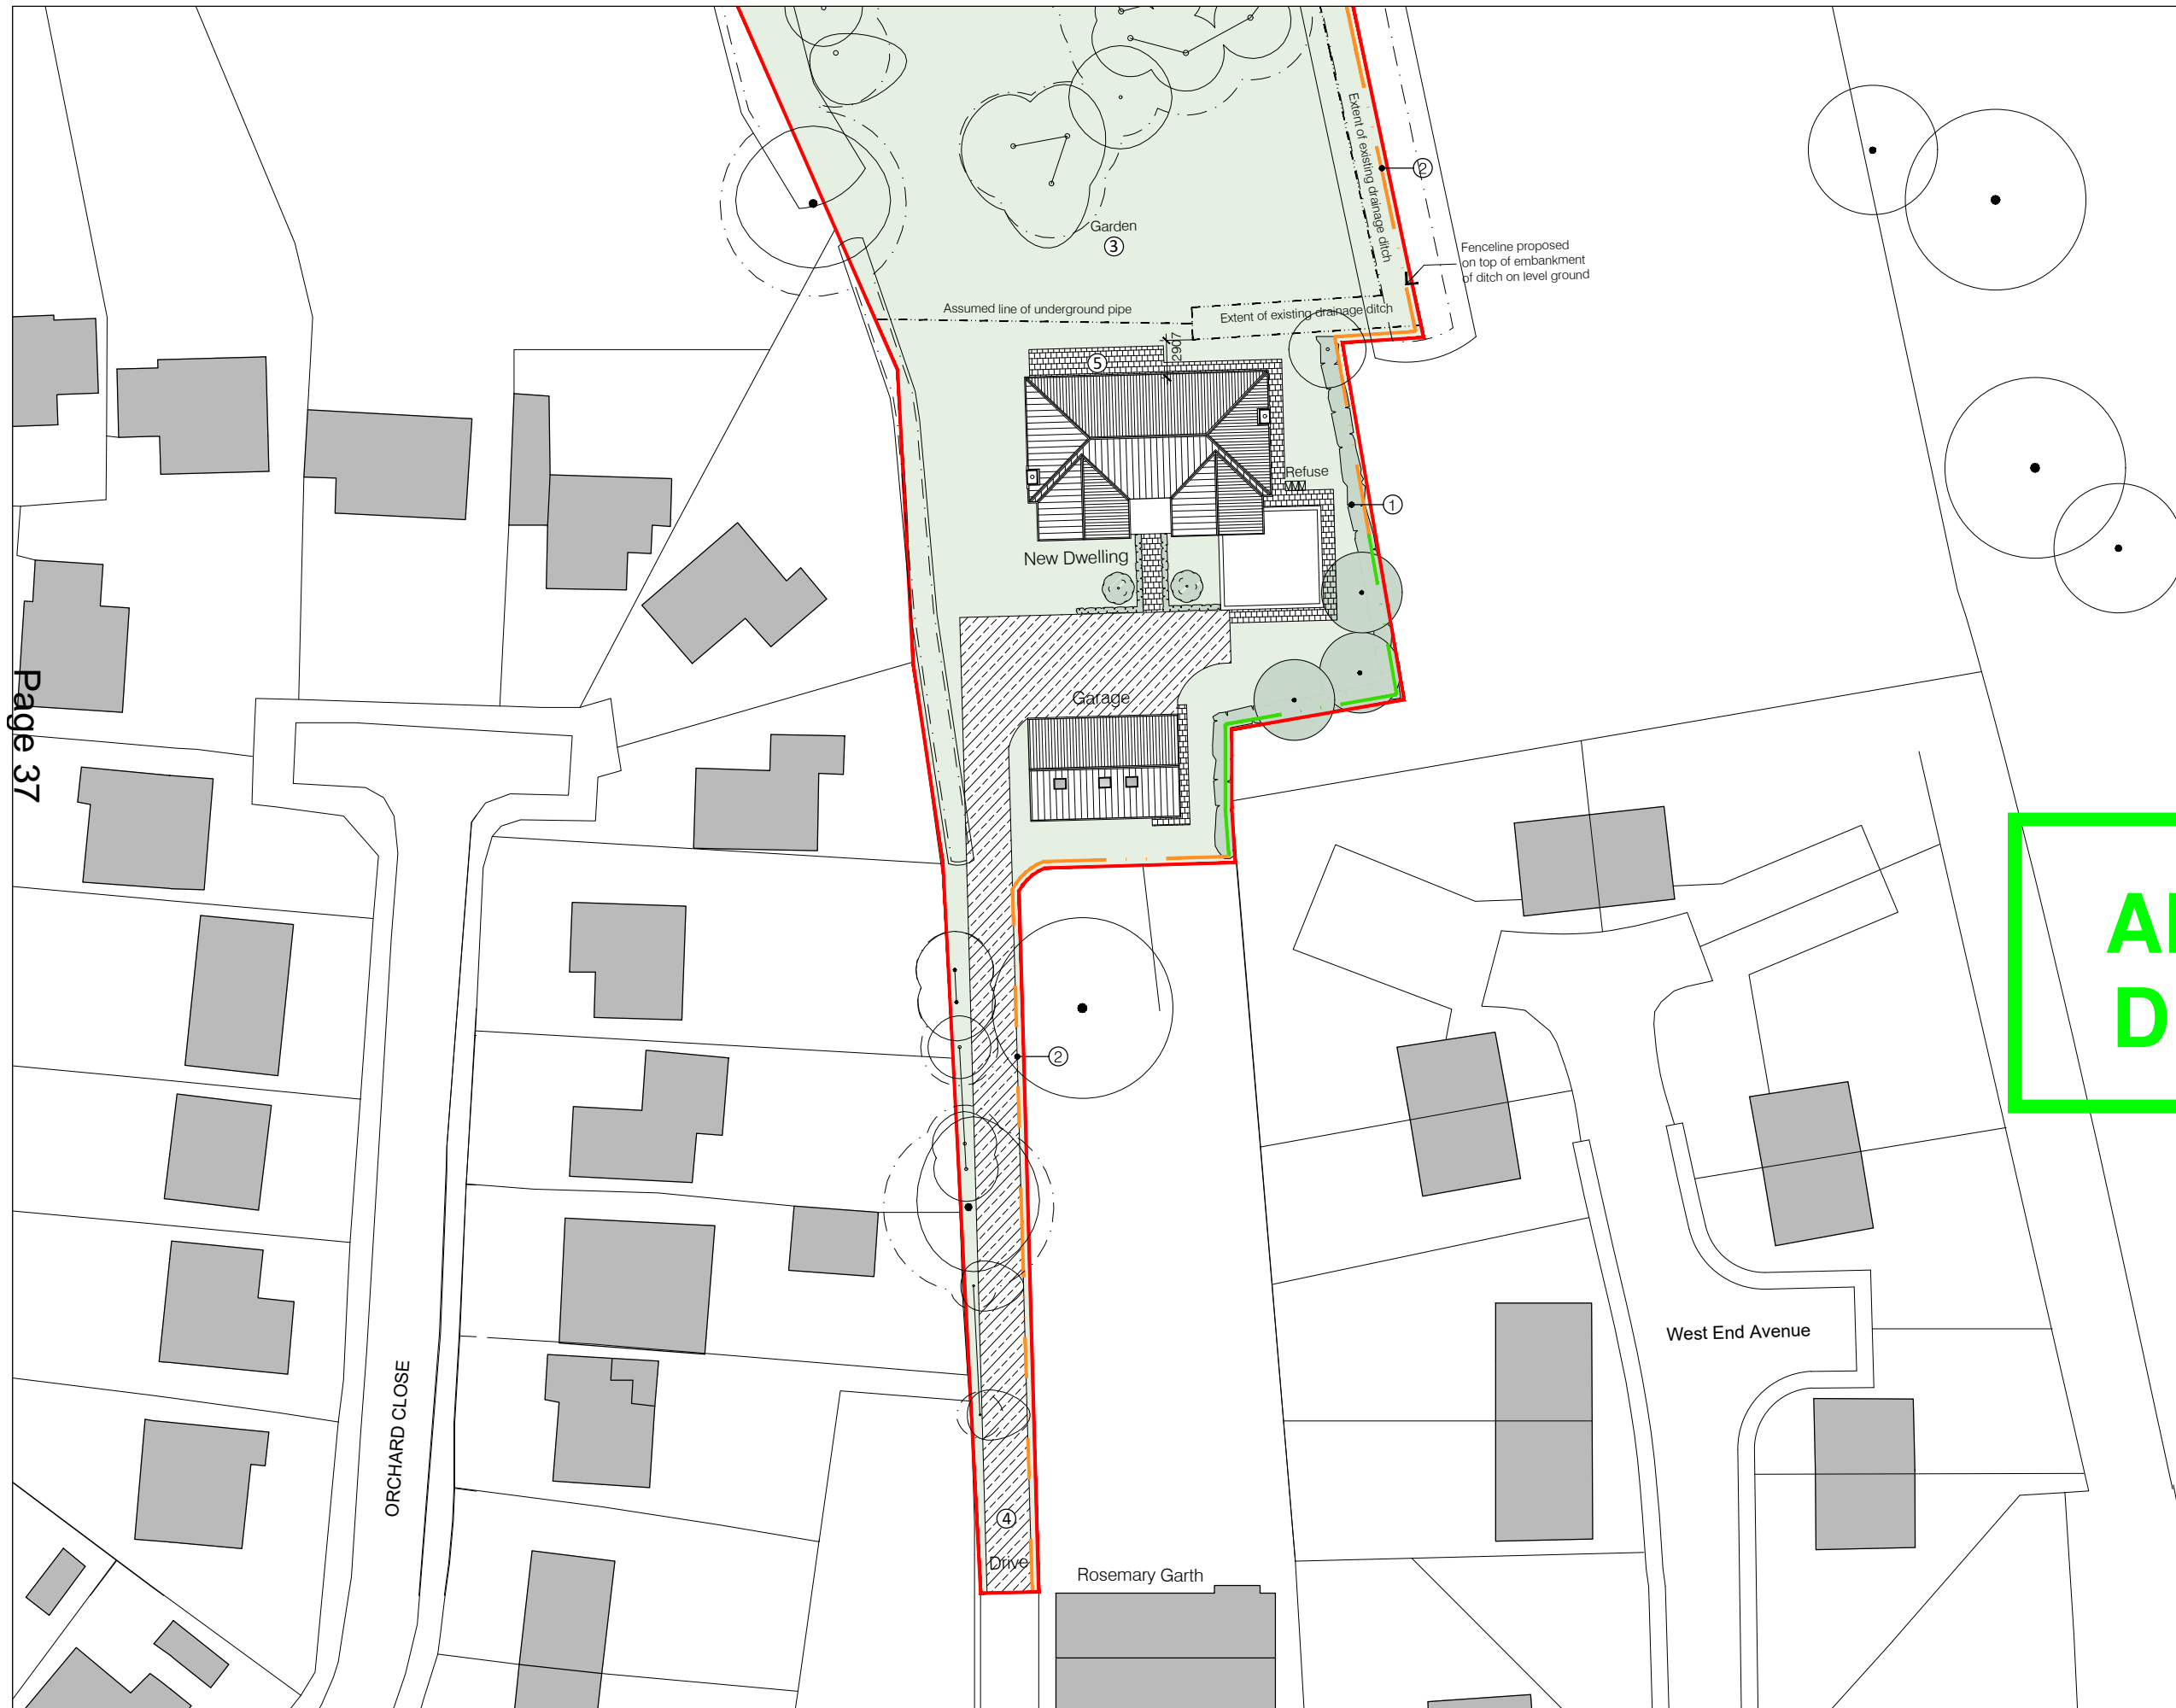 Extent of existing drainage ditch
②
Garden
③
Fenceline proposed
on top of embankment
of ditch on level ground
Assumed line of underground pipe
Extent of existing drainage ditch
2907
⑤
Refuse
①
New Dwelling
Page 37
Garage
②
West End Avenue
ORCHARD CLOSE
④
Drive
Rosemary Garth
D